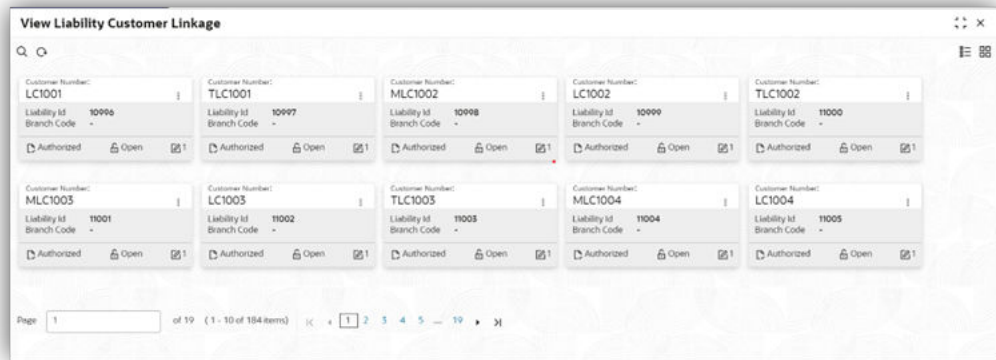 View Liability Customer Linkage
Customer Number:
LC1001
Liability Id 10996
Branch Code -
Authorized Open 1
Customer Number:
TLC1001
Liability Id 10997
Branch Code -
Authorized Open 1
Customer Number:
MLC1002
Liability Id 10998
Branch Code -
Authorized Open 1
Customer Number:
LC1002
Liability Id 10999
Branch Code -
Authorized Open 1
Customer Number:
TLC1002
Liability Id 11000
Branch Code -
Authorized Open 1
Customer Number:
MLC1003
Liability Id 11001
Branch Code -
Authorized Open 1
Customer Number:
LC1003
Liability Id 11002
Branch Code -
Authorized Open 1
Customer Number:
TLC1003
Liability Id 11003
Branch Code -
Authorized Open 1
Customer Number:
MLC1004
Liability Id 11004
Branch Code -
Authorized Open 1
Customer Number:
LC1004
Liability Id 11005
Branch Code -
Authorized Open 1
Page 1 of 19 (1 - 10 of 184 items) 1 2 3 4 5 ... 19